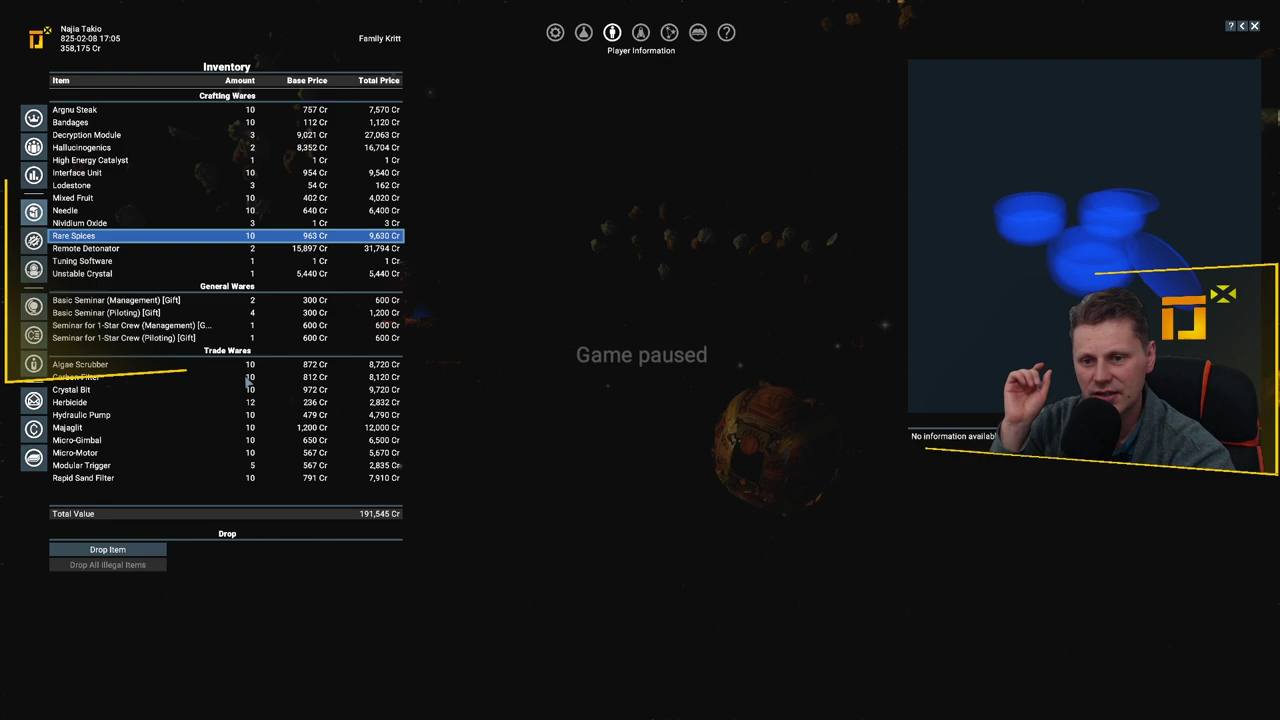 Najia Takio
825-02-08 17:05
358,175 Cr
Family Kritt
Player Information
Inventory
Item Amount Base Price Total Price
Crafting Wares
Argnu Steak 10 757 Cr 7,570 Cr
Bandages 10 112 Cr 1,120 Cr
Decryption Module 3 9,021 Cr 27,063 Cr
Hallucinogenics 2 8,352 Cr 16,704 Cr
High Energy Catalyst 1 1 Cr 1 Cr
Interface Unit 10 954 Cr 9,540 Cr
Lodestone 3 54 Cr 162 Cr
Mixed Fruit 10 402 Cr 4,020 Cr
Needle 10 640 Cr 6,400 Cr
Nividium Oxide 3 1 Cr 3 Cr
Rare Spices 10 963 Cr 9,630 Cr
Remote Detonator 2 15,897 Cr 31,794 Cr
Tuning Software 1 1 Cr 1 Cr
Unstable Crystal 1 5,440 Cr 5,440 Cr
General Wares
Basic Seminar (Management) [Gift] 2 300 Cr 600 Cr
Basic Seminar (Piloting) [Gift] 4 300 Cr 1,200 Cr
Seminar for 1-Star Crew (Management) [G... 1 600 Cr 600 Cr
Seminar for 1-Star Crew (Piloting) [Gift] 1 600 Cr 600 Cr
Trade Wares
Algae Scrubber 10 872 Cr 8,720 Cr
Carbon Filter 10 812 Cr 8,120 Cr
Crystal Bit 10 972 Cr 9,720 Cr
Herbicide 12 236 Cr 2,832 Cr
Hydraulic Pump 10 479 Cr 4,790 Cr
Majaglit 10 1,200 Cr 12,000 Cr
Micro-Gimbal 10 650 Cr 6,500 Cr
Micro-Motor 10 567 Cr 5,670 Cr
Modular Trigger 5 567 Cr 2,835 Cr
Rapid Sand Filter 10 791 Cr 7,910 Cr
Total Value 191,545 Cr
Drop
Drop Item
Drop All Illegal Items
Game paused
No information availabl